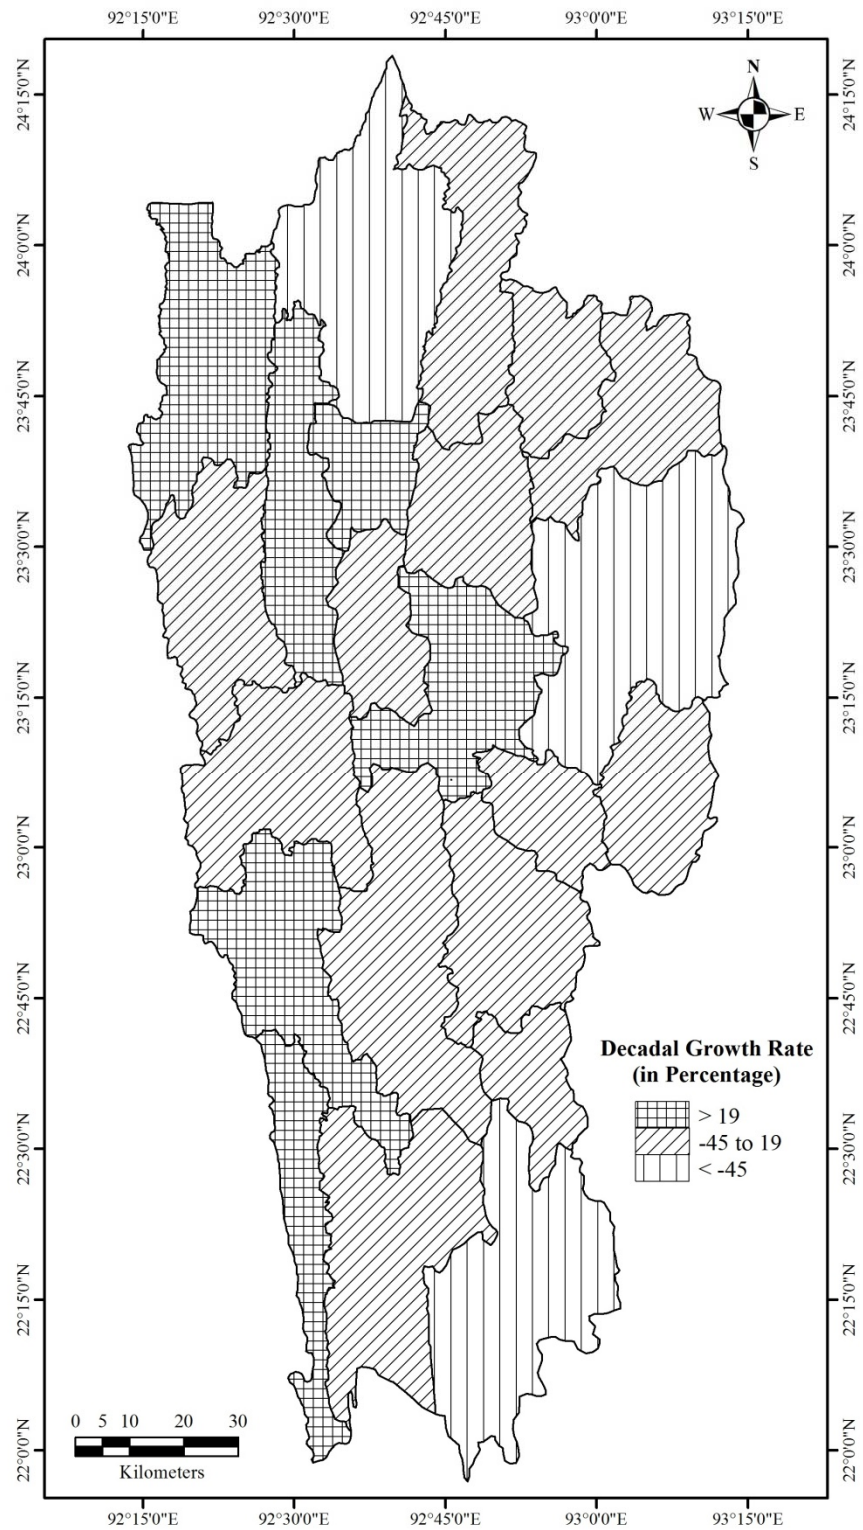 92°15'0"E 92°30'0"E 92°45'0"E 93°0'0"E 93°15'0"E
N
W E
S
24°15'0"N 24°15'0"N
24°0'0"N 24°0'0"N
23°45'0"N 23°45'0"N
23°30'0"N 23°30'0"N
23°15'0"N 23°15'0"N
23°0'0"N 23°0'0"N
22°45'0"N 22°45'0"N
Decadal Growth Rate
(in Percentage)
> 19
-45 to 19
< -45
22°30'0"N 22°30'0"N
22°15'0"N 22°15'0"N
0 5 10 20 30
Kilometers
22°0'0"N 22°0'0"N
92°15'0"E 92°30'0"E 92°45'0"E 93°0'0"E 93°15'0"E